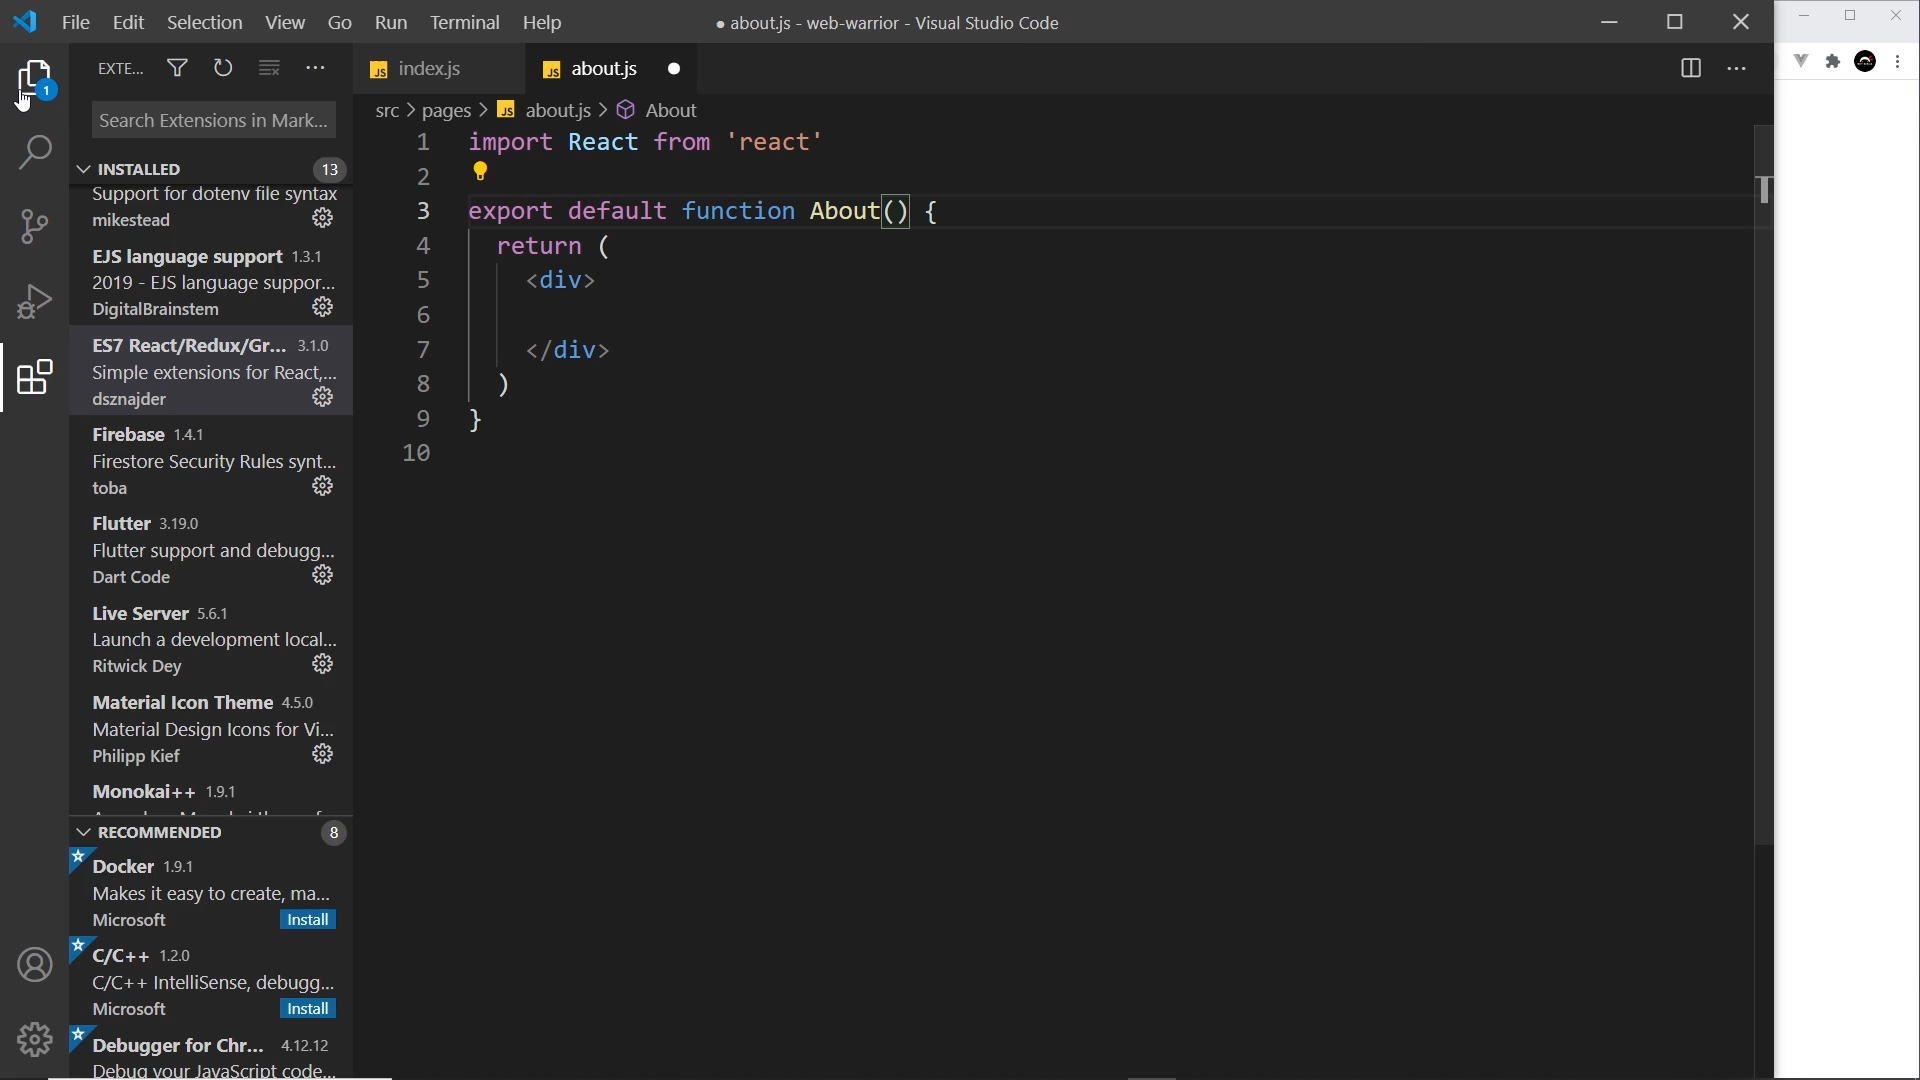 File Edit Selection View Go Run Terminal Help
● about.js - web-warrior - Visual Studio Code
EXTE...
JS index.js
JS about.js
1
Search Extensions in Mark...
src > pages > JS about.js > About
INSTALLED 13
Support for dotenv file syntax
mikestead
EJS language support 1.3.1
2019 - EJS language suppor...
DigitalBrainstem
ES7 React/Redux/Gr... 3.1.0
Simple extensions for React,...
dsznajder
Firebase 1.4.1
Firestore Security Rules synt...
toba
Flutter 3.19.0
Flutter support and debugg...
Dart Code
Live Server 5.6.1
Launch a development local...
Ritwick Dey
Material Icon Theme 4.5.0
Material Design Icons for Vi...
Philipp Kief
Monokai++ 1.9.1
RECOMMENDED 8
Docker 1.9.1
Makes it easy to create, ma...
Microsoft Install
C/C++ 1.2.0
C/C++ IntelliSense, debugg...
Microsoft Install
Debugger for Chr... 4.12.12
Debug your JavaScript code...
1 import React from 'react'
2
3 export default function About() {
4 return (
5 <div>
6
7 </div>
8 )
9 }
10